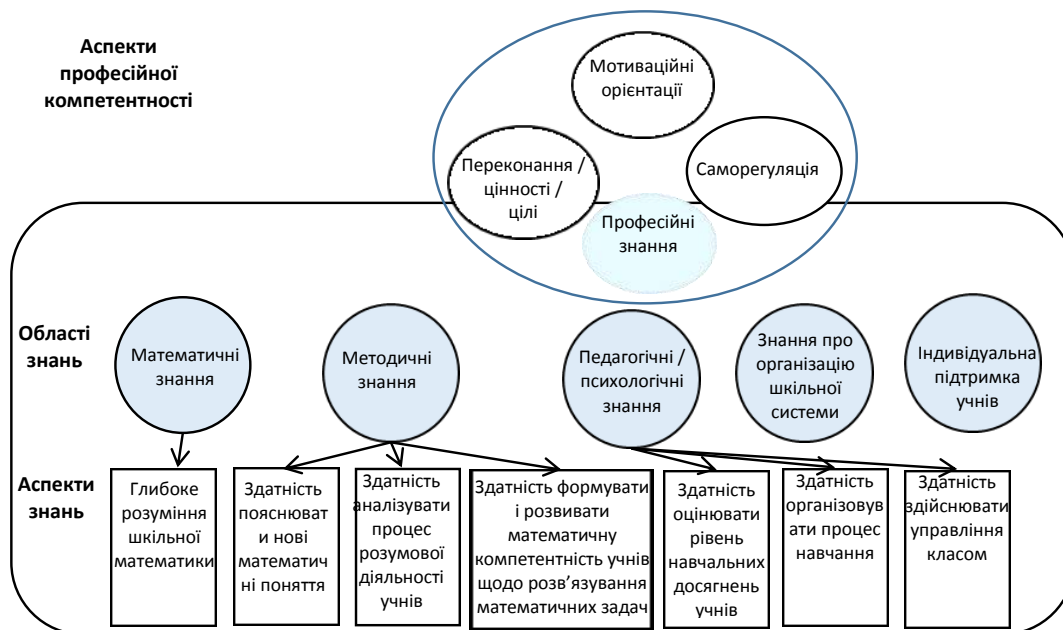 Аспекти
професійної
компетентності
Мотиваційні
орієнтації
Переконання /
цінності /
цілі
Саморегуляція
Професійні
знання
Області
знань
Математичні
знання
Методичні
знання
Педагогічні /
психологічні
знання
Знання про
організацію
шкільної
системи
Індивідуальна
підтримка
учнів
Аспекти
знань
Глибоке
розуміння
шкільної
математики
Здатність
пояснюват
и нові
математич
ні поняття
Здатність
аналізувати
процес
розумової
діяльності
учнів
Здатність формувати
і розвивати
математичну
компетентність учнів
щодо розв’язування
математичних задач
Здатність
оцінювати
рівень
навчальних
досягнень
учнів
Здатність
організовув
ати процес
навчання
Здатність
здійснювати
управління
класом